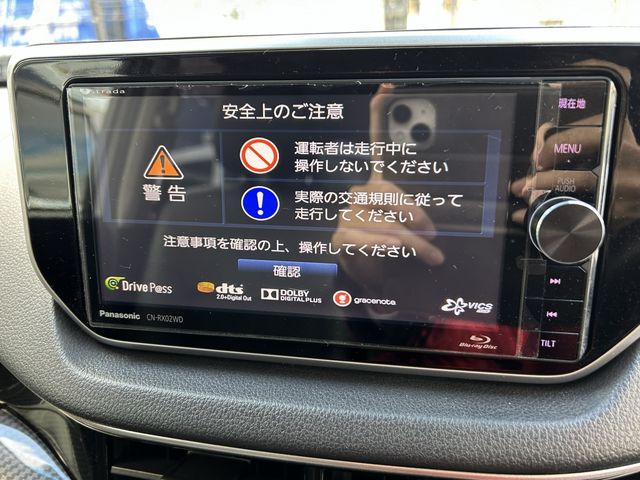 Strada
安全上のご注意
現在地
運転者は走行中に
操作しないでください
MENU
警告
PUSH
AUDIO
実際の交通規則に従って
走行してください
注意事項を確認の上、操作してください
確認
Drive P@ss
dts
2.0+Digital Out
DOLBY
DIGITAL PLUS
gracenote
VICS
Panasonic CN-RX02WD
Blu-ray Disc
TILT